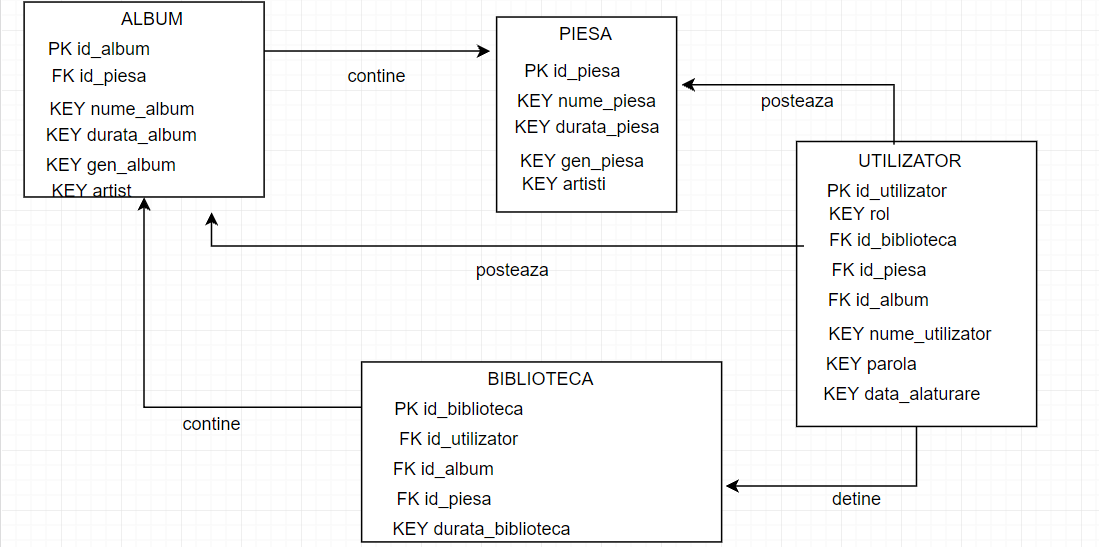 ALBUM
PK id_album
FK id_piesa
KEY nume_album
KEY durata_album
KEY gen_album
KEY artist
contine
PIESA
PK id_piesa
KEY nume_piesa
KEY durata_piesa
KEY gen_piesa
KEY artisti
posteaza
UTILIZATOR
PK id_utilizator
KEY rol
FK id_biblioteca
FK id_piesa
FK id_album
KEY nume_utilizator
KEY parola
KEY data_alaturare
posteaza
BIBLIOTECA
PK id_biblioteca
FK id_utilizator
FK id_album
FK id_piesa
KEY durata_biblioteca
contine
detine